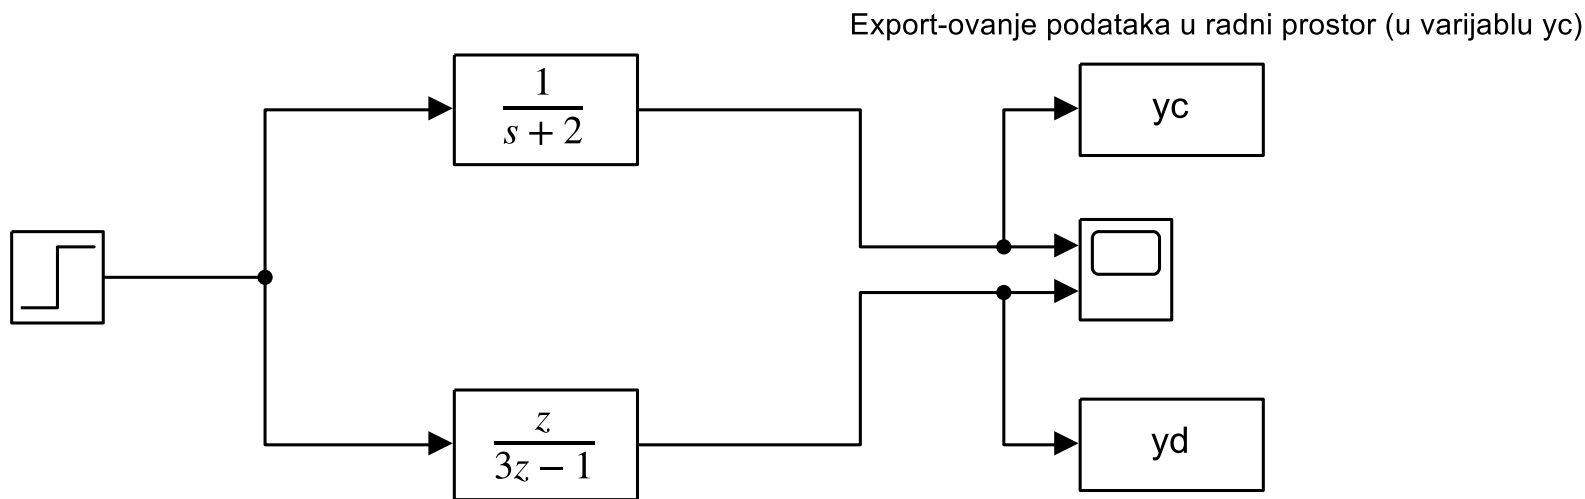 Export-ovanje podataka u radni prostor (u varijablu yc)
1
s + 2
yc
z
3z − 1
yd